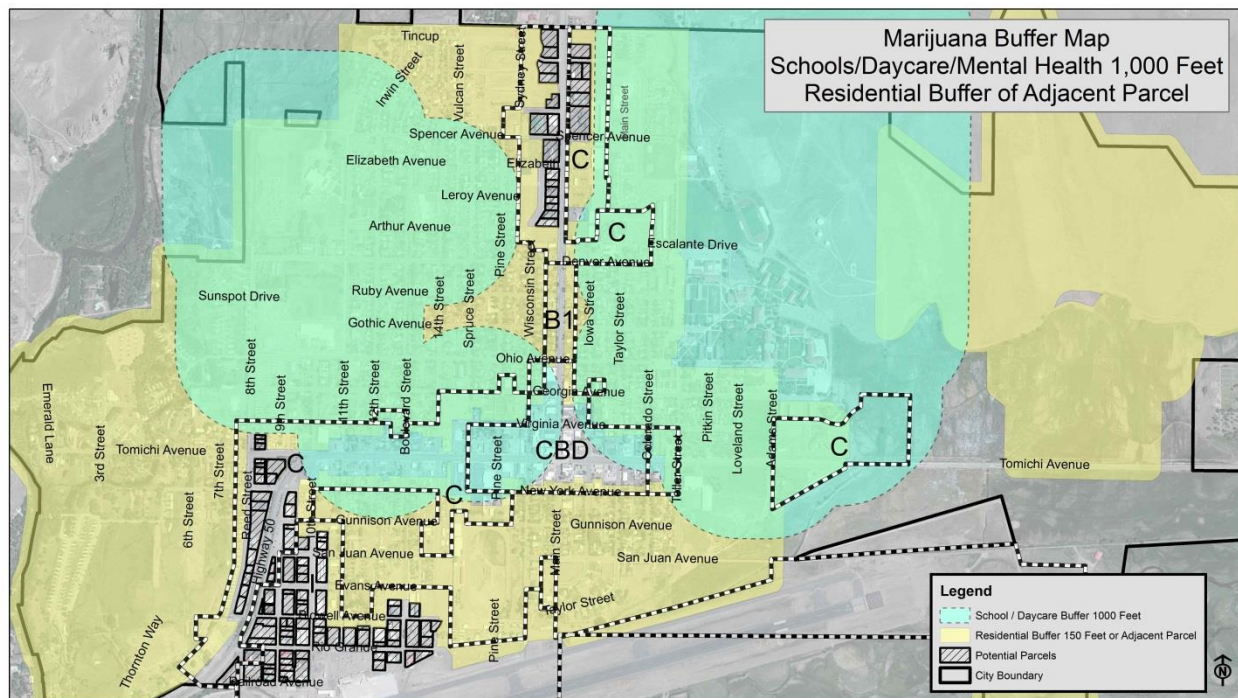 Marijuana Buffer Map
Schools/Daycare/Mental Health 1,000 Feet
Residential Buffer of Adjacent Parcel
Tincup
Irwin Street
Vulcan Street
Sydney Street
Main Street
Spencer Avenue
Spencer Avenue
Elizabeth Avenue
Elizabeth
C
Leroy Avenue
Arthur Avenue
Pine Street
C
Escalante Drive
Denver Avenue
Wisconsin Street
Sunspot Drive
Ruby Avenue
14th Street
Spruce Street
Gothic Avenue
B1
Iowa Street
Taylor Street
Ohio Avenue
8th Street
9th Street
11th Street
12th Street
Boulevard Street
Georgia Avenue
Virginia Avenue
Colorado Street
Pitkin Street
Loveland Street
Adams Street
C
Emerald Lane
3rd Street
Tomichi Avenue
7th Street
C
CBD
Pine Street
Teller Street
Tomichi Avenue
6th Street
Reed Street
10th Street
C
New York Avenue
Gunnison Avenue
Gunnison Avenue
Highway 50
San Juan Avenue
Main Street
San Juan Avenue
Evans Avenue
Bidwell Avenue
Taylor Street
Rio Grande
Pine Street
Thornton Way
Railroad Avenue
Legend
School / Daycare Buffer 1000 Feet
Residential Buffer 150 Feet or Adjacent Parcel
Potential Parcels
City Boundary
N